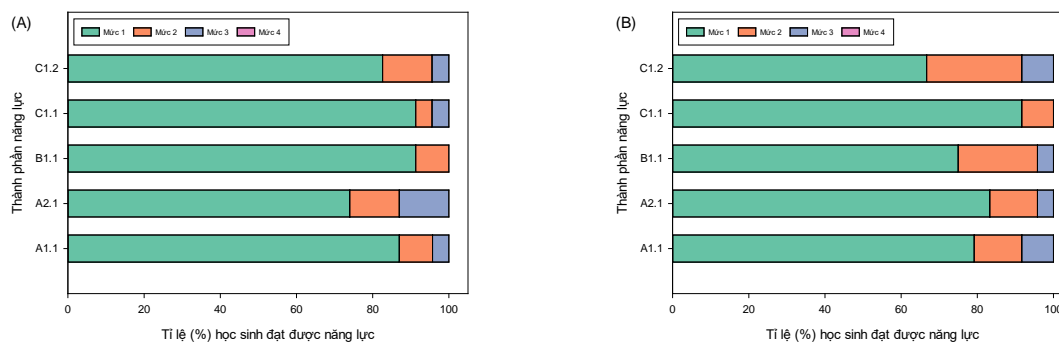 (A)
Mức 1 Mức 2 Mức 3 Mức 4
Thành phần năng lực
C1.2
C1.1
B1.1
A2.1
A1.1
0 20 40 60 80 100
Tỉ lệ (%) học sinh đạt được năng lực
(B)
Mức 1 Mức 2 Mức 3 Mức 4
Thành phần năng lực
C1.2
C1.1
B1.1
A2.1
A1.1
0 20 40 60 80 100
Tỉ lệ (%) học sinh đạt được năng lực